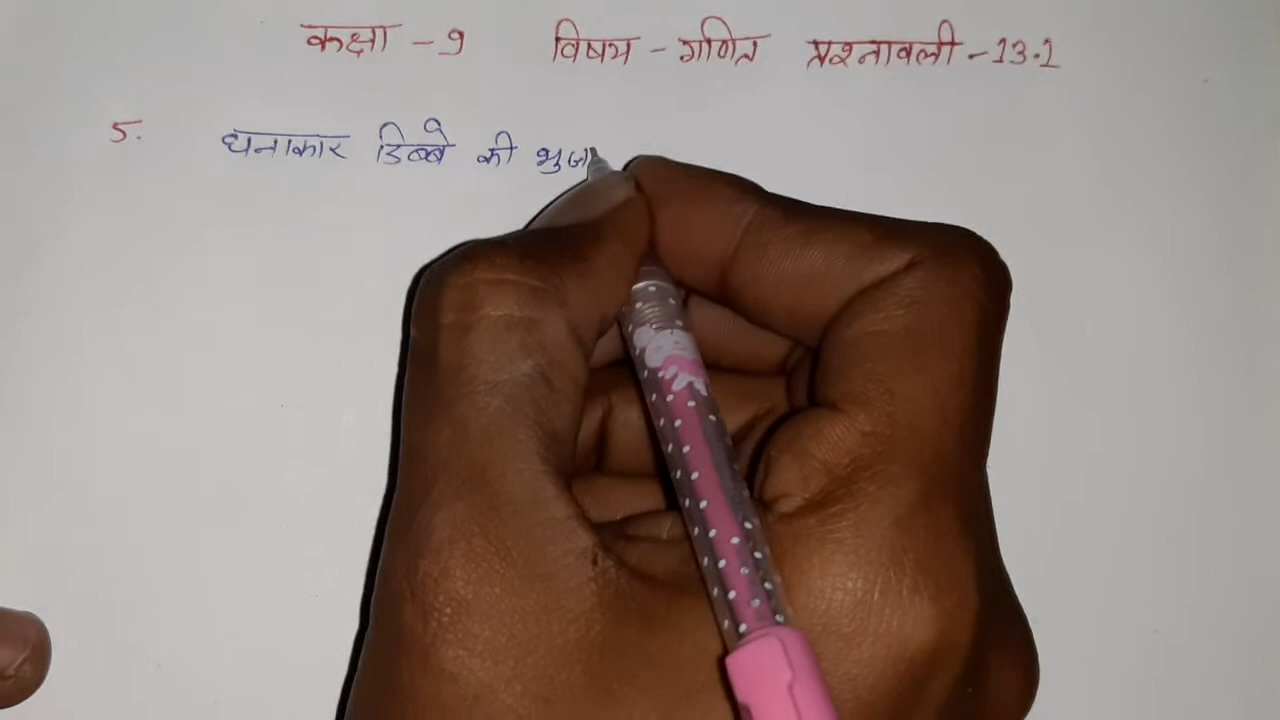 कक्षा - 9 विषय - गणित प्रश्नावली - 13.1
5. घनाकार डिब्बे की भुजा